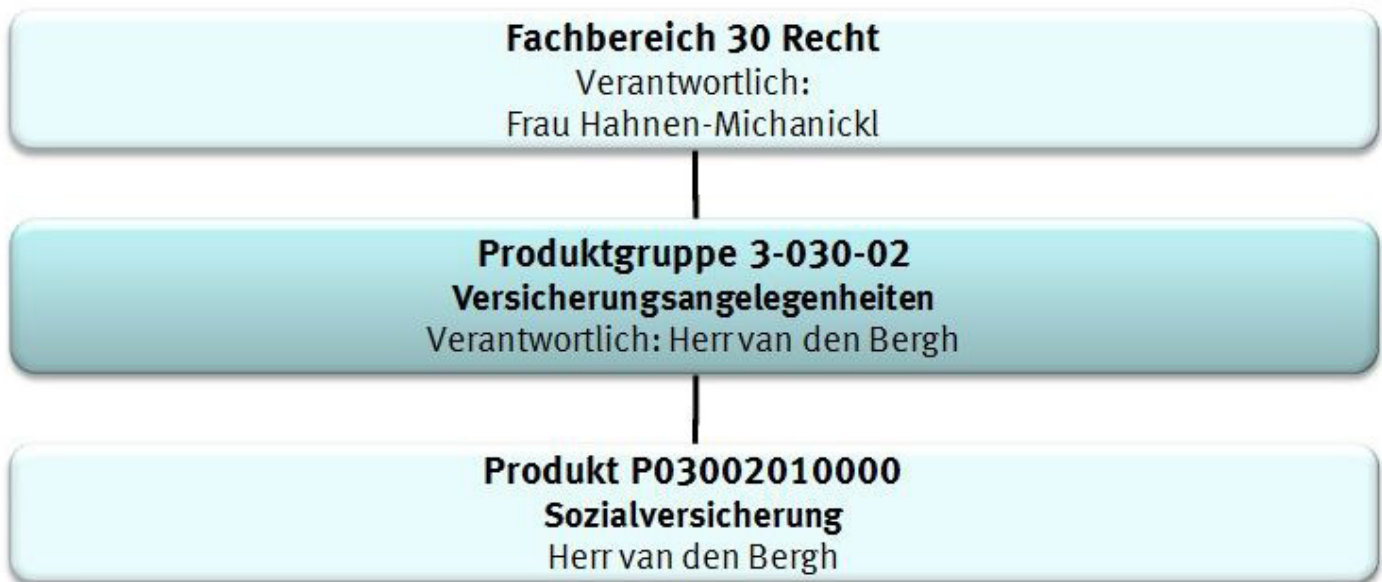 Fachbereich 30 Recht
Verantwortlich:
Frau Hahnen-Michanickl
Produktgruppe 3-030-02
Versicherungsangelegenheiten
Verantwortlich: Herr van den Bergh
Produkt P03002010000
Sozialversicherung
Herr van den Bergh